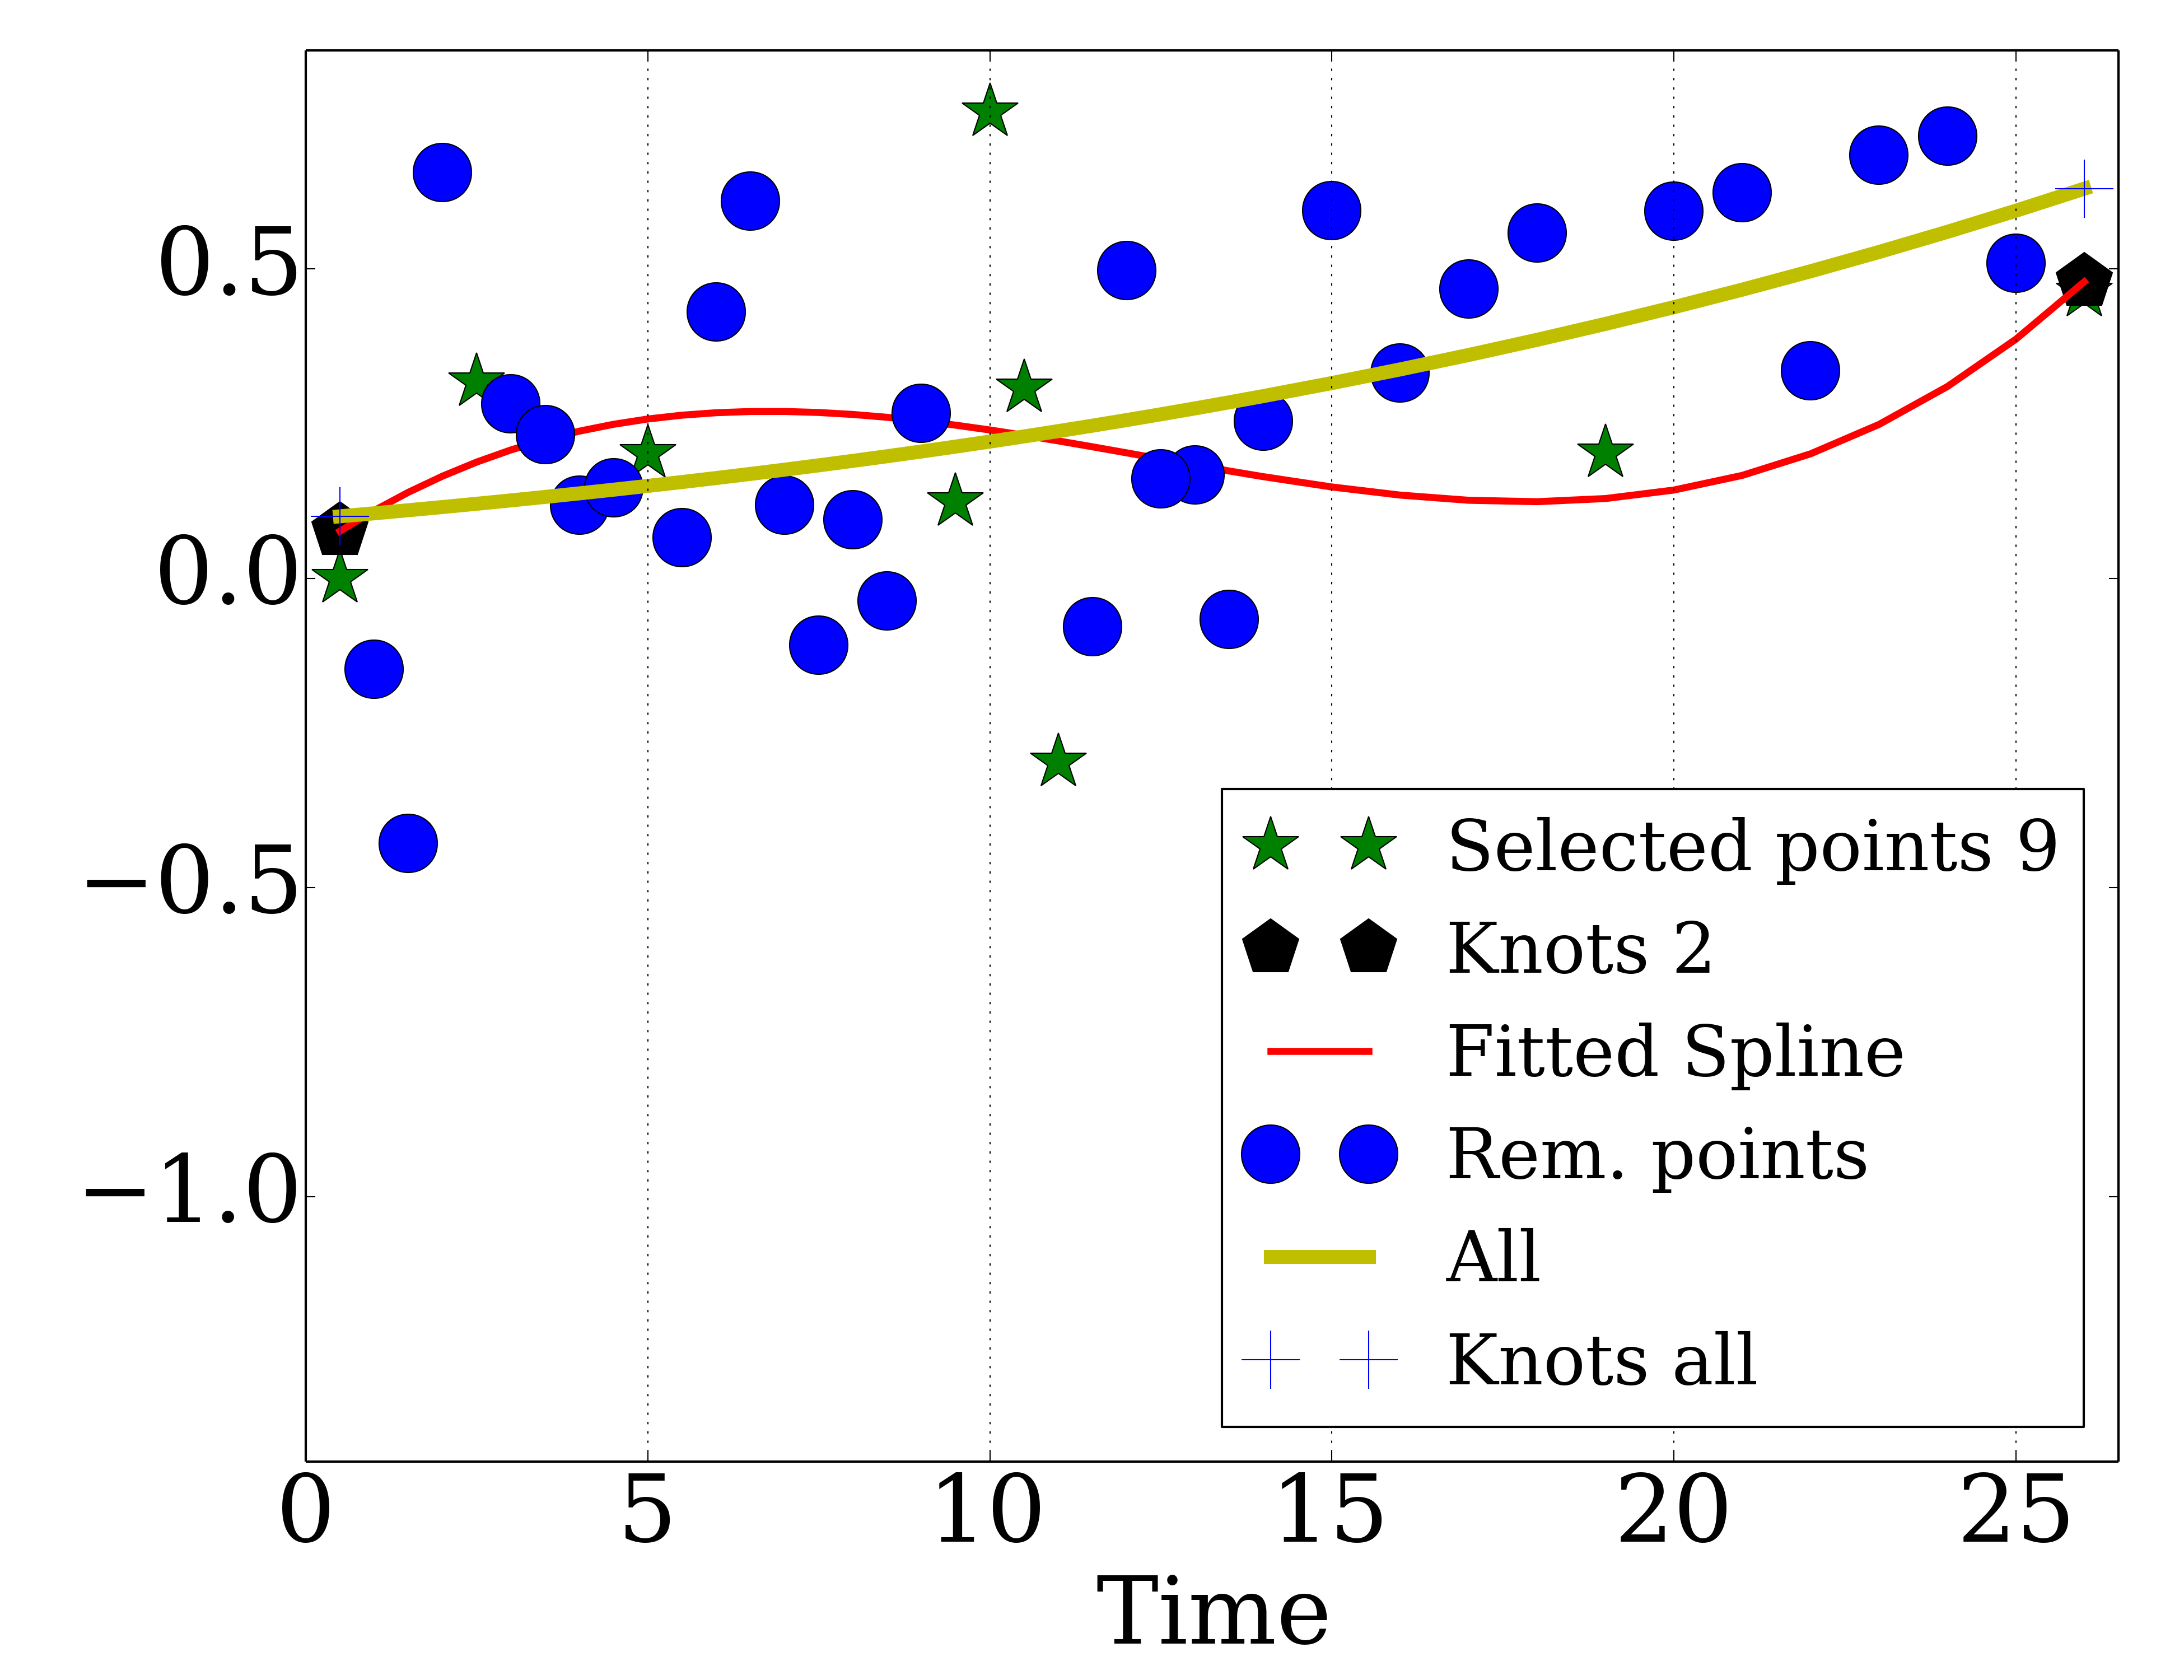 0.5
0.0
−0.5
−1.0
Selected points 9
Knots 2
Fitted Spline
Rem. points
All
Knots all
0 5 10 15 20 25
Time